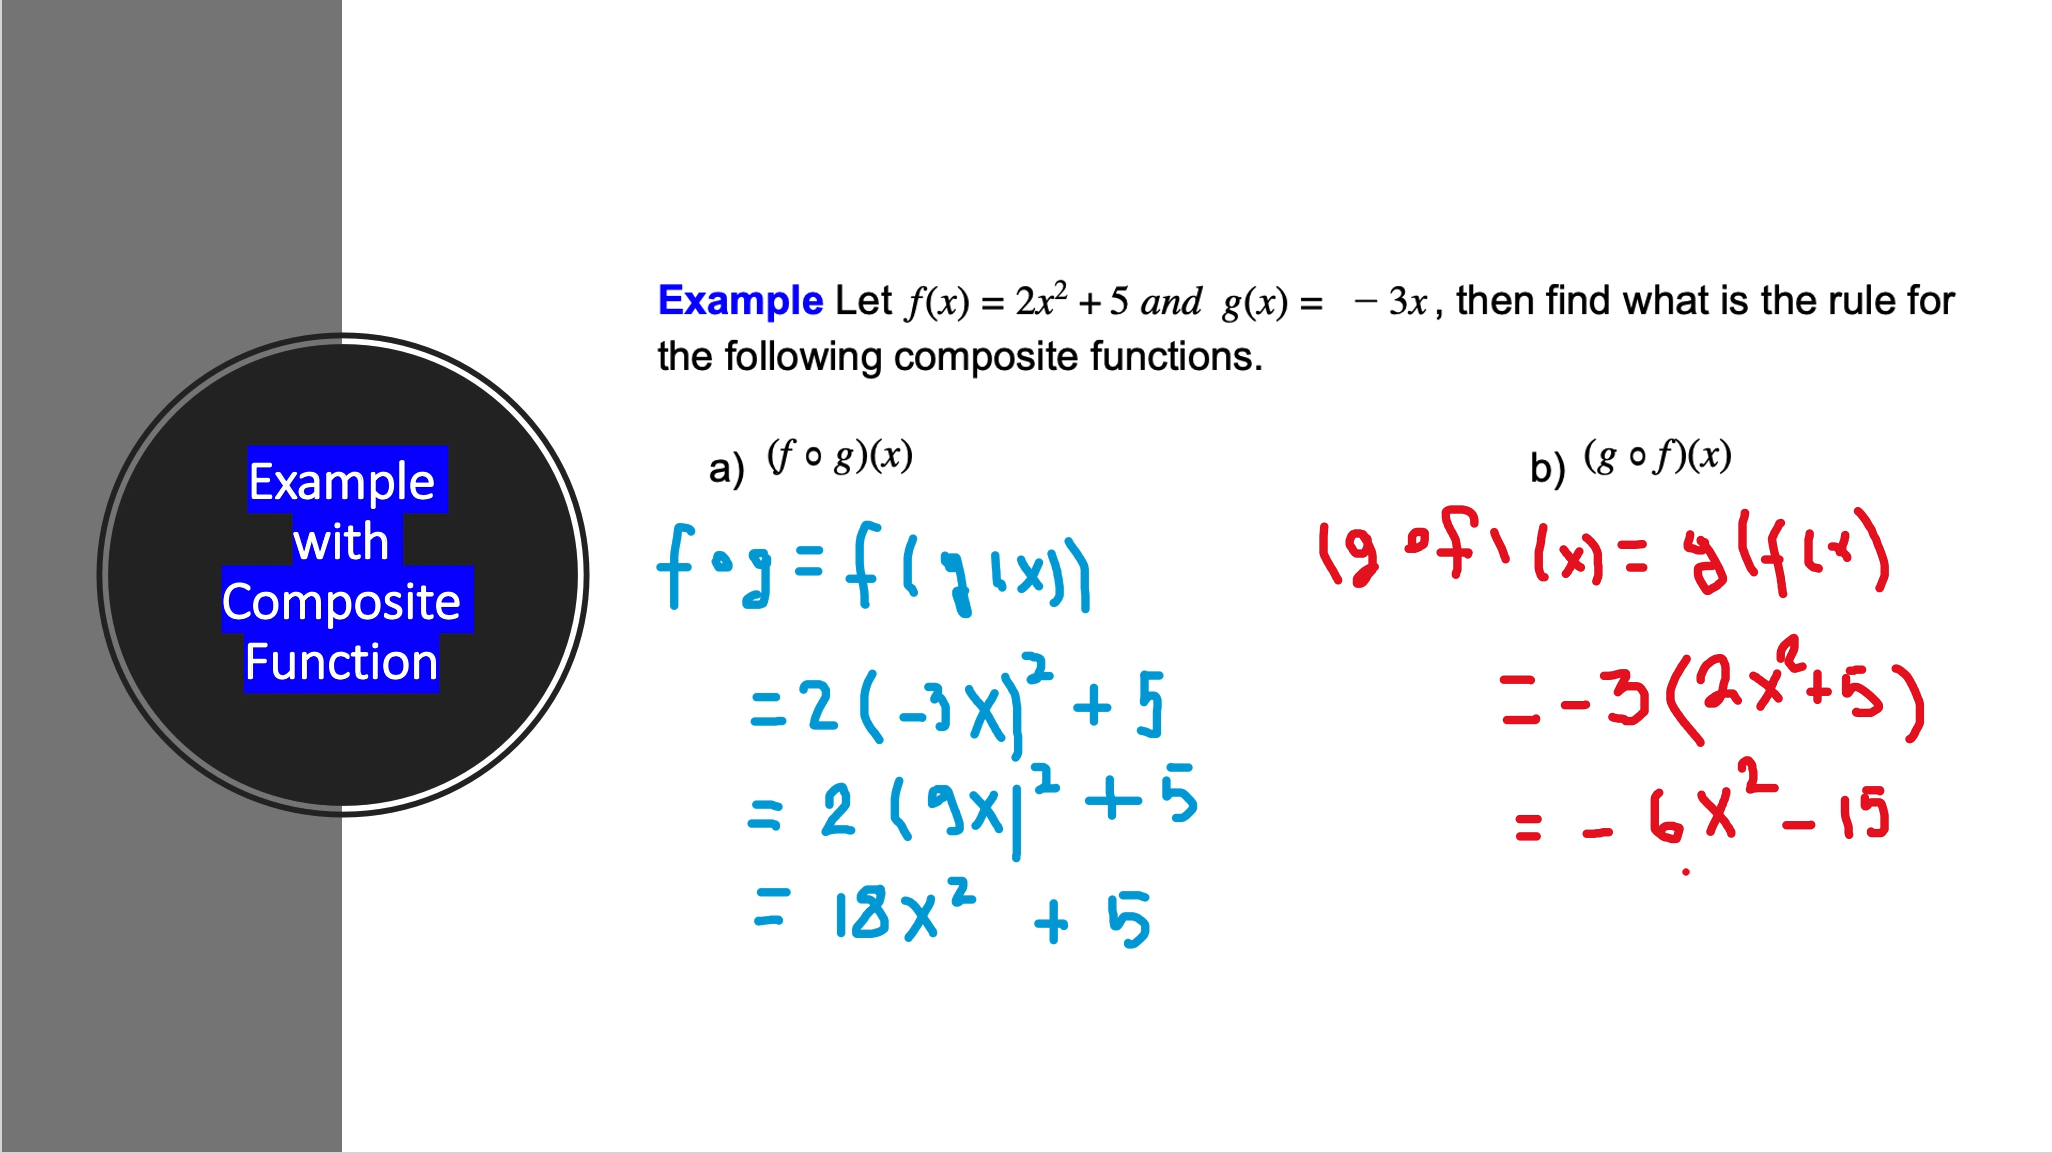 Example
with
Composite
Function
Example Let f(x) = 2x² + 5 and g(x) = − 3x, then find what is the rule for
the following composite functions.
a) (f ∘ g)(x)
f∘g = f(g(x))
= 2(-3x)² + 5
= 2(9x)² + 5
= 18x² + 5
b) (g ∘ f)(x)
(g∘f)(x) = g(f(x)
= -3(2x²+5)
= - 6x² - 15